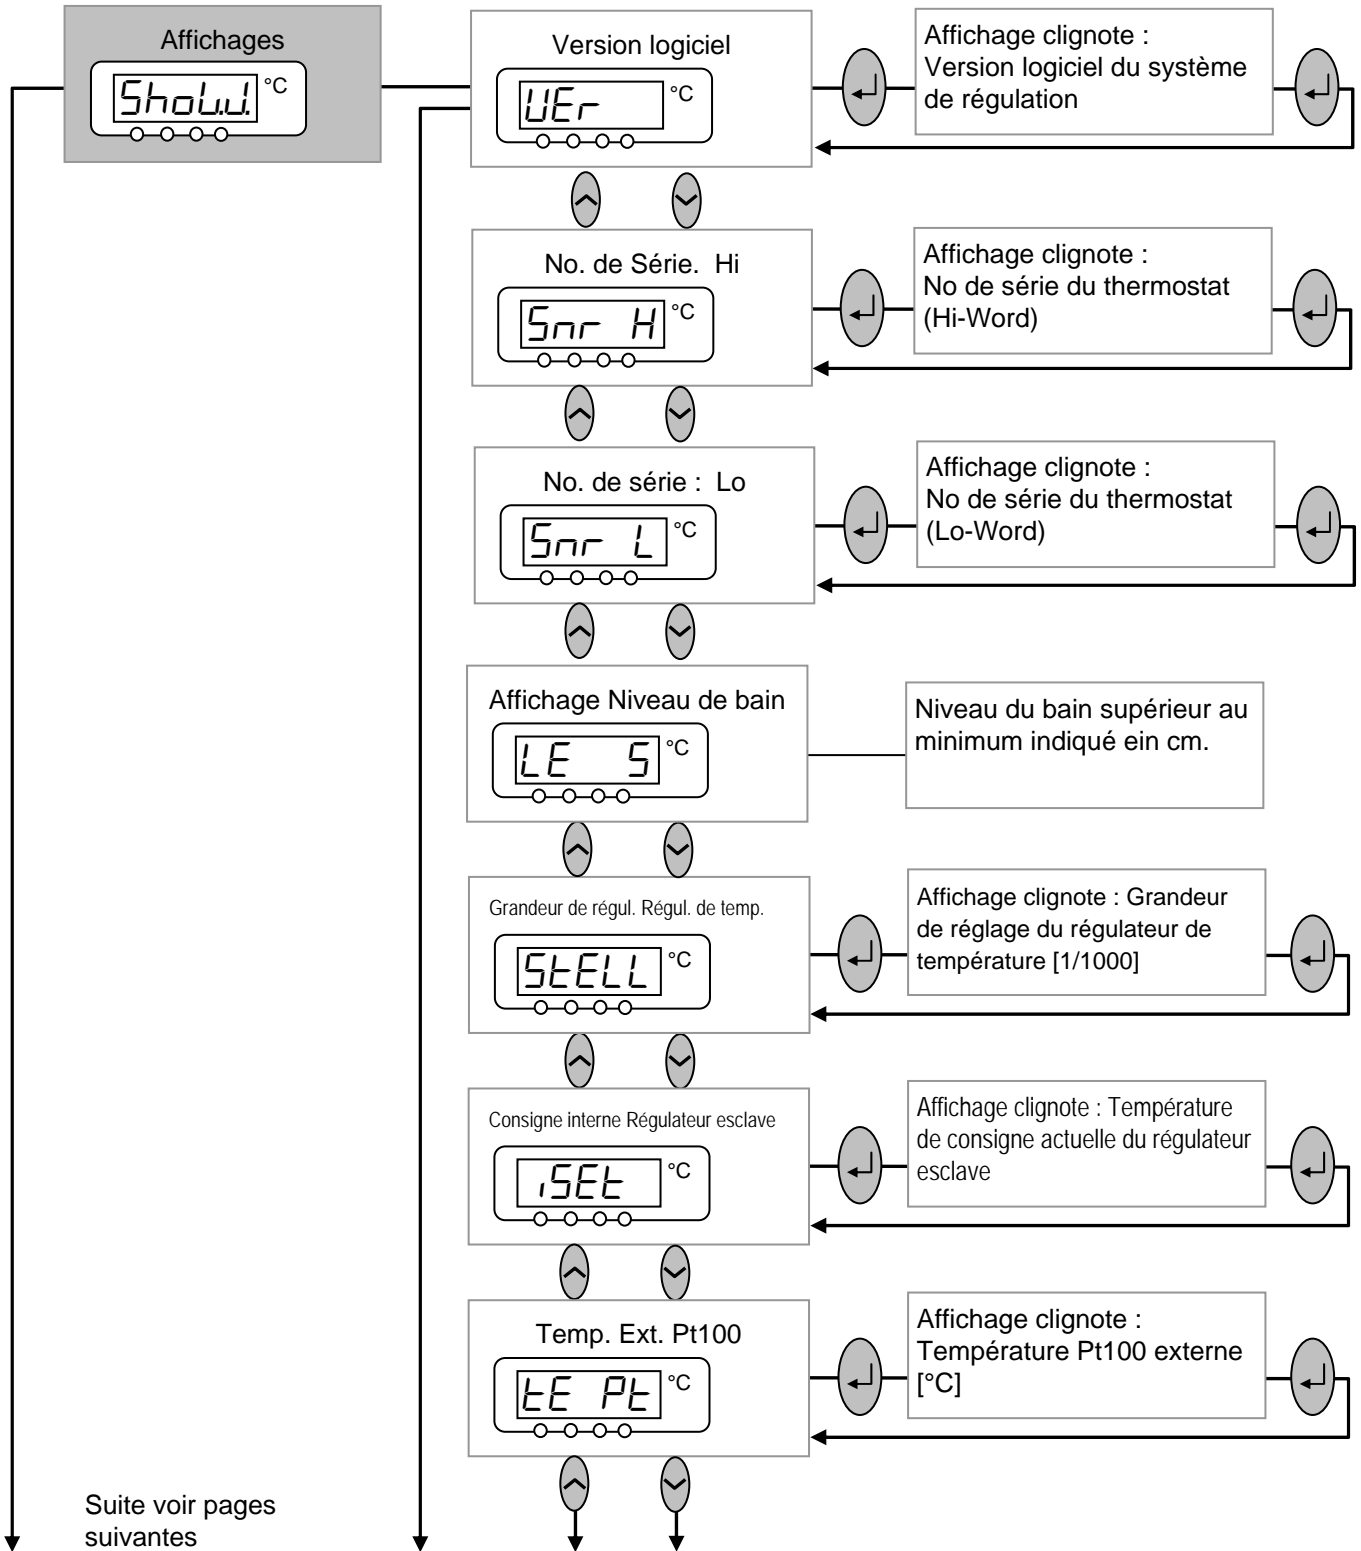 Affichages
Show. °C
Version logiciel
VEr °C
Affichage clignote :
Version logiciel du système
de régulation
No. de Série. Hi
Snr H °C
Affichage clignote :
No de série du thermostat
(Hi-Word)
No. de série : Lo
Snr L °C
Affichage clignote :
No de série du thermostat
(Lo-Word)
Affichage Niveau de bain
LE 5 °C
Niveau du bain supérieur au
minimum indiqué ein cm.
Grandeur de régul. Régul. de temp.
StELL °C
Affichage clignote : Grandeur
de réglage du régulateur de
température [1/1000]
Consigne interne Régulateur esclave
iSEt °C
Affichage clignote : Température
de consigne actuelle du régulateur
esclave
Temp. Ext. Pt100
tE Pt °C
Affichage clignote :
Température Pt100 externe
[°C]
Suite voir pages
suivantes